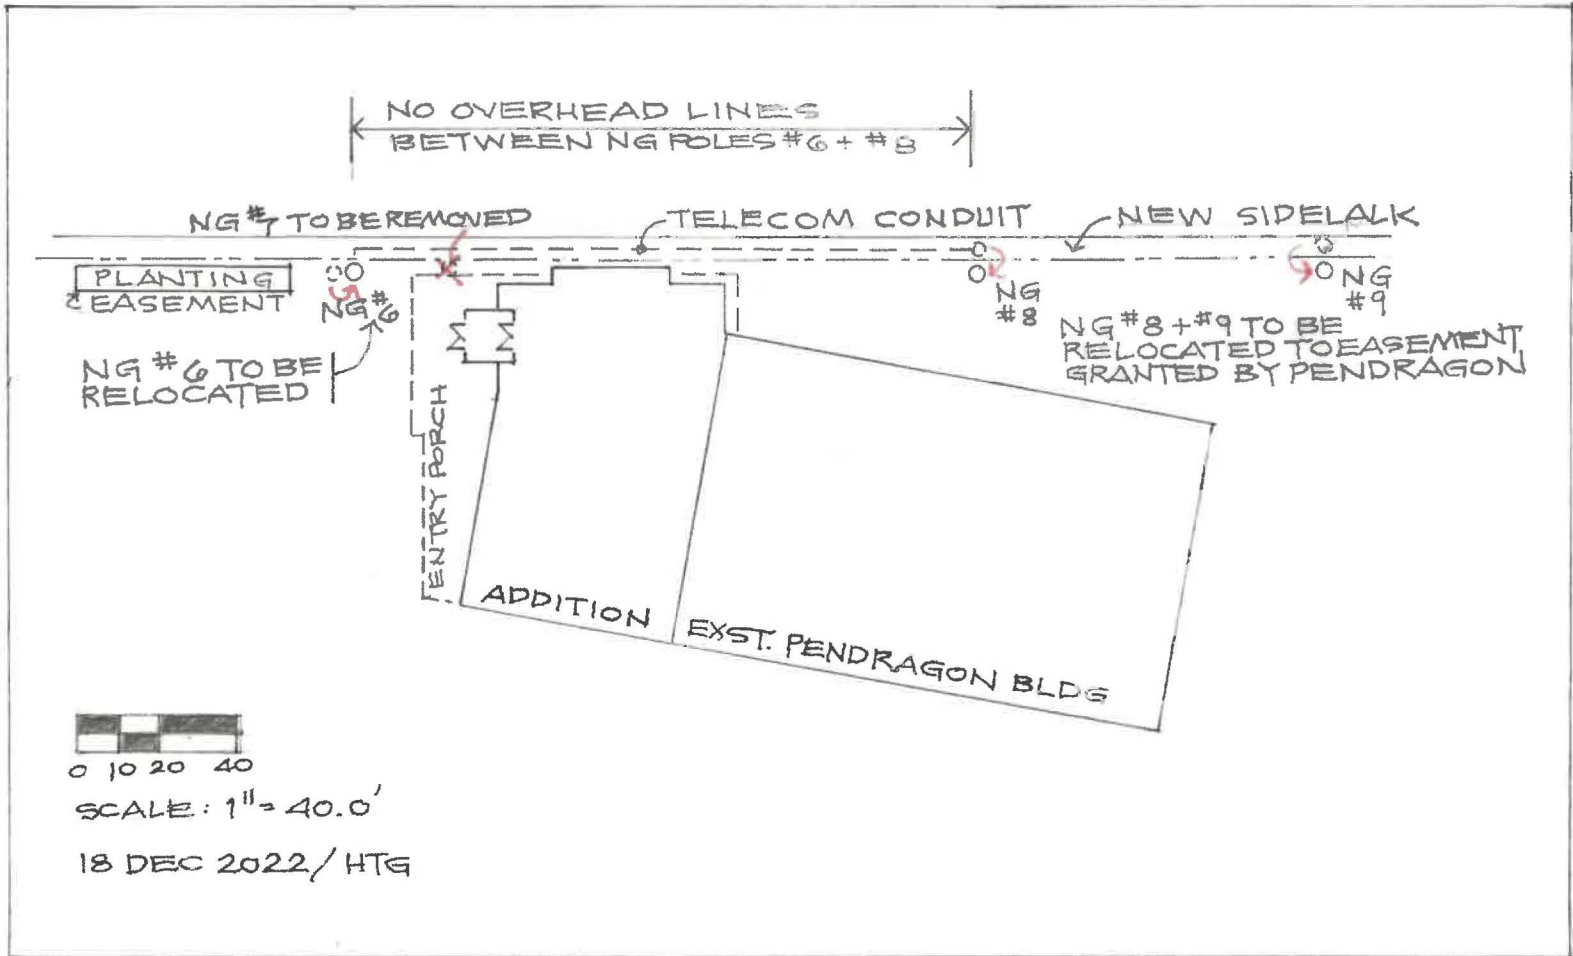 NO OVERHEAD LINES
BETWEEN NG POLES #6 + #8
NG #7 TO BE REMOVED
TELECOM CONDUIT
NEW SIDELALK
PLANTING
EASEMENT
NG #6
NG
#8
NG
#9
NG #6 TO BE
RELOCATED
NG #8 + #9 TO BE
RELOCATED TO EASEMENT
GRANTED BY PENDRAGON
ENTRY PORCH
ADDITION
EXST. PENDRAGON BLDG
0 10 20 40
SCALE: 1" = 40.0'
18 DEC 2022 / HTG